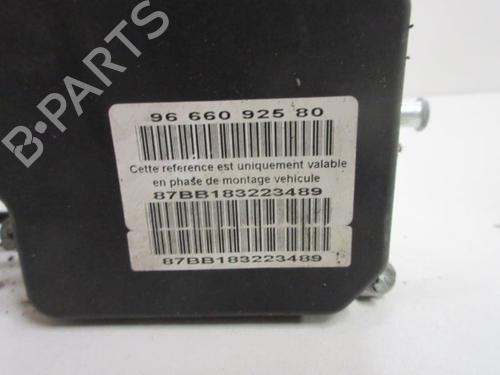 B-PARTS
96 660 925 80
Cette reference est uniquement valable
en phase de montage vehicule
87BB183223489
87BB183223489